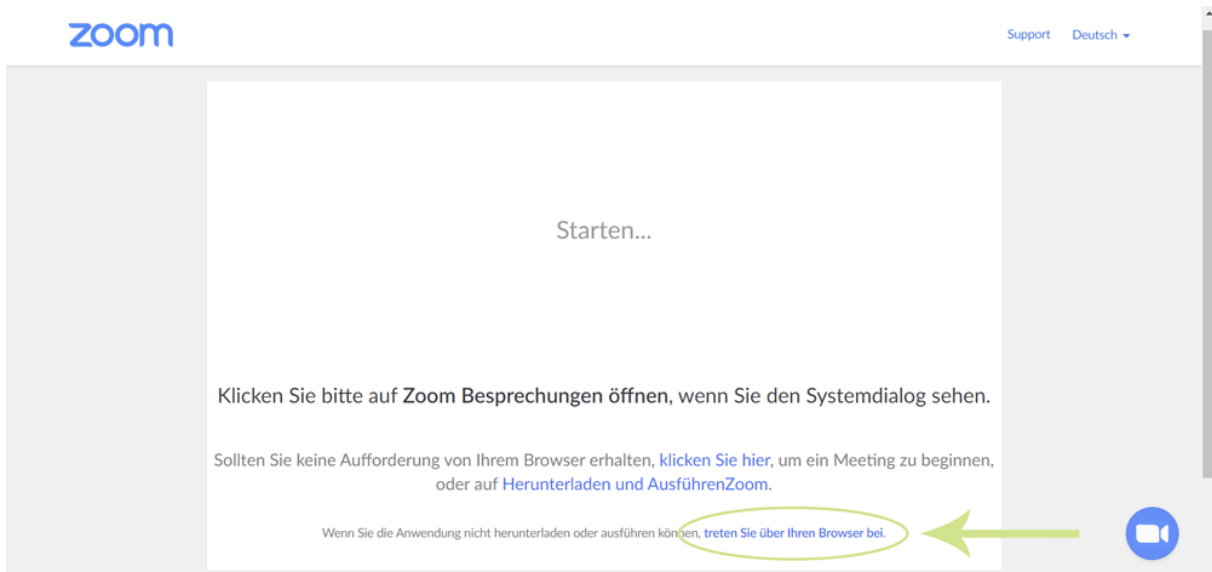 zoom
Support Deutsch
Starten...
Klicken Sie bitte auf Zoom Besprechungen öffnen, wenn Sie den Systemdialog sehen.
Sollten Sie keine Aufforderung von Ihrem Browser erhalten, klicken Sie hier, um ein Meeting zu beginnen,
oder auf Herunterladen und AusführenZoom.
Wenn Sie die Anwendung nicht herunterladen oder ausführen können, treten Sie über Ihren Browser bei.